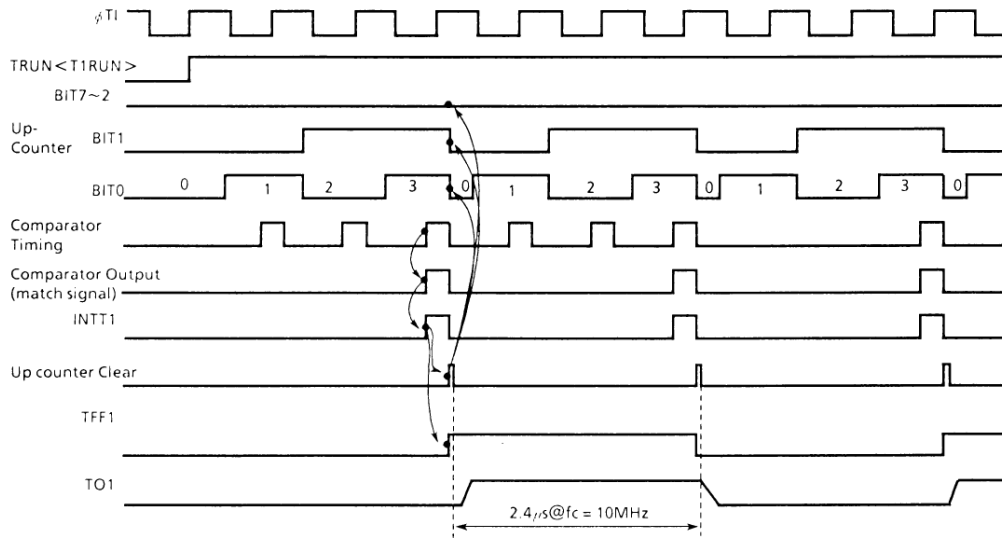 φT1
TRUN<T1RUN>
BIT7~2
Up-
Counter
BIT1
BIT0
0 1 2 3 0 1 2 3 0 1 2 3 0
Comparator
Timing
Comparator Output
(match signal)
INTT1
Up counter Clear
TFF1
TO1
2.4μs@fc = 10MHz